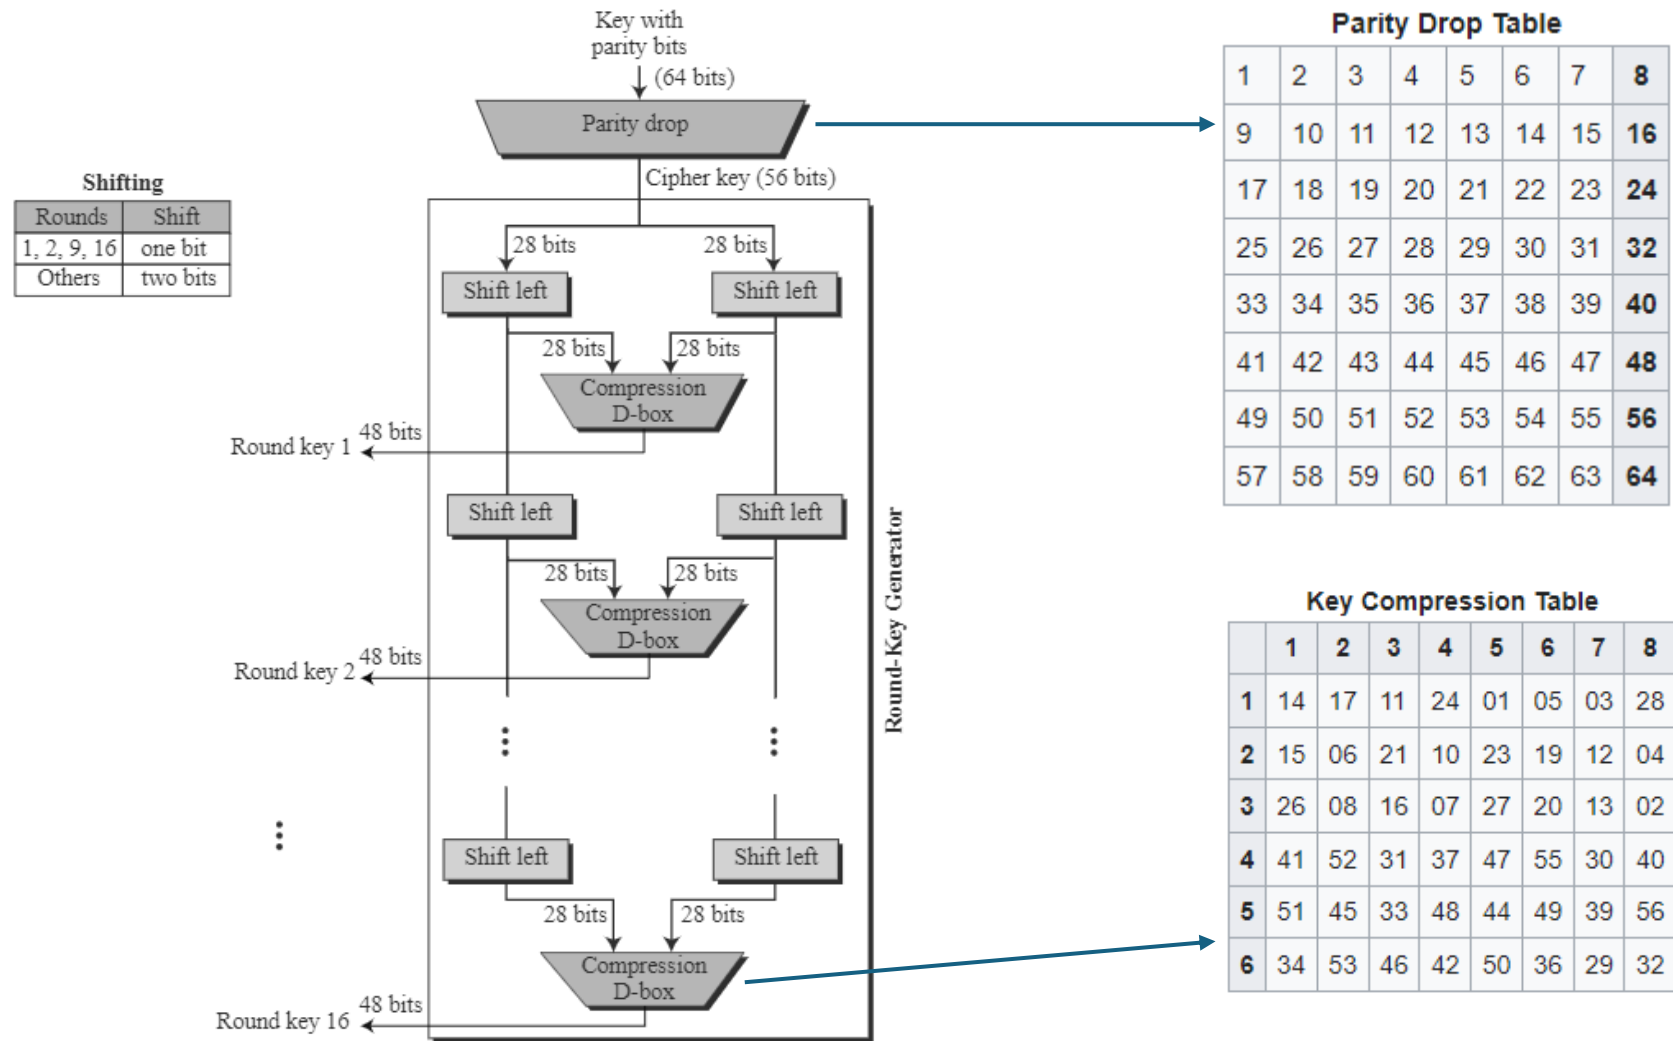 Key with
parity bits
(64 bits)
Parity drop
Cipher key (56 bits)
Shifting
Rounds Shift
1, 2, 9, 16 one bit
Others two bits
28 bits 28 bits
Shift left Shift left
28 bits 28 bits
Compression
D-box
Round key 1 48 bits
Shift left Shift left
28 bits 28 bits
Compression
D-box
Round key 2 48 bits
Shift left Shift left
28 bits 28 bits
Compression
D-box
Round key 16 48 bits
Round-Key Generator
Parity Drop Table
1 2 3 4 5 6 7 8
9 10 11 12 13 14 15 16
17 18 19 20 21 22 23 24
25 26 27 28 29 30 31 32
33 34 35 36 37 38 39 40
41 42 43 44 45 46 47 48
49 50 51 52 53 54 55 56
57 58 59 60 61 62 63 64
Key Compression Table
1 2 3 4 5 6 7 8
1 14 17 11 24 01 05 03 28
2 15 06 21 10 23 19 12 04
3 26 08 16 07 27 20 13 02
4 41 52 31 37 47 55 30 40
5 51 45 33 48 44 49 39 56
6 34 53 46 42 50 36 29 32